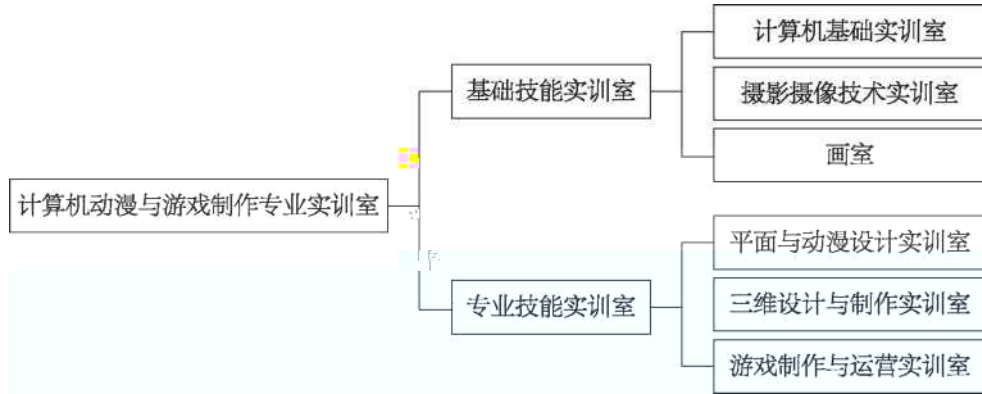 计算机动漫与游戏制作专业实训室
基础技能实训室
计算机基础实训室
摄影摄像技术实训室
画室
专业技能实训室
平面与动漫设计实训室
三维设计与制作实训室
游戏制作与运营实训室